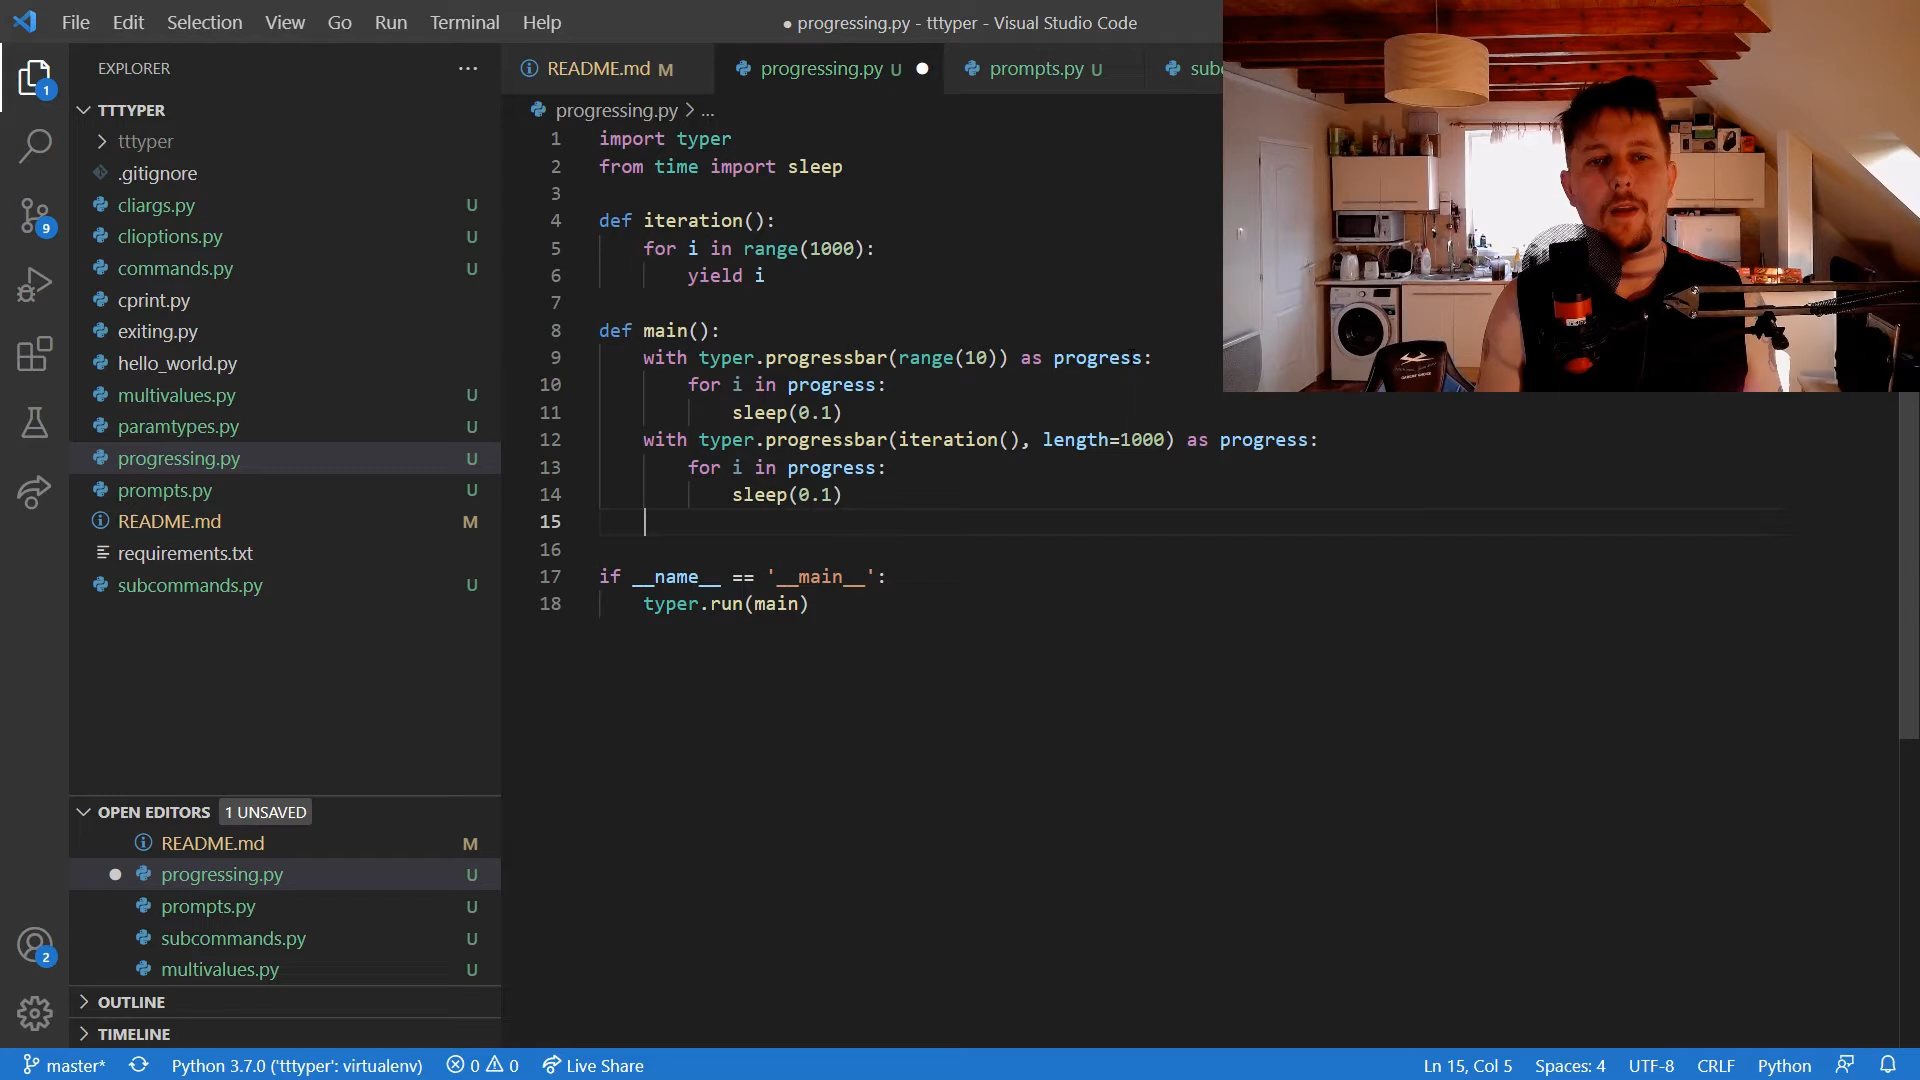 File Edit Selection View Go Run Terminal Help
● progressing.py - tttyper - Visual Studio Code
EXPLORER ...
README.md M
progressing.py U
prompts.py U
subc
TTTYPER
tttyper
.gitignore
cliargs.py U
clioptions.py U
commands.py U
cprint.py
exiting.py
hello_world.py
multivalues.py U
paramtypes.py U
progressing.py U
prompts.py U
README.md M
requirements.txt
subcommands.py U
OPEN EDITORS 1 UNSAVED
README.md M
progressing.py U
prompts.py U
subcommands.py U
multivalues.py U
OUTLINE
TIMELINE
1
9
2
progressing.py > ...
1 import typer
2 from time import sleep
3
4 def iteration():
5 for i in range(1000):
6 yield i
7
8 def main():
9 with typer.progressbar(range(10)) as progress:
10 for i in progress:
11 sleep(0.1)
12 with typer.progressbar(iteration(), length=1000) as progress:
13 for i in progress:
14 sleep(0.1)
15
16
17 if __name__ == '__main__':
18 typer.run(main)
master* Python 3.7.0 ('tttyper': virtualenv) 0 0 Live Share Ln 15, Col 5 Spaces: 4 UTF-8 CRLF Python